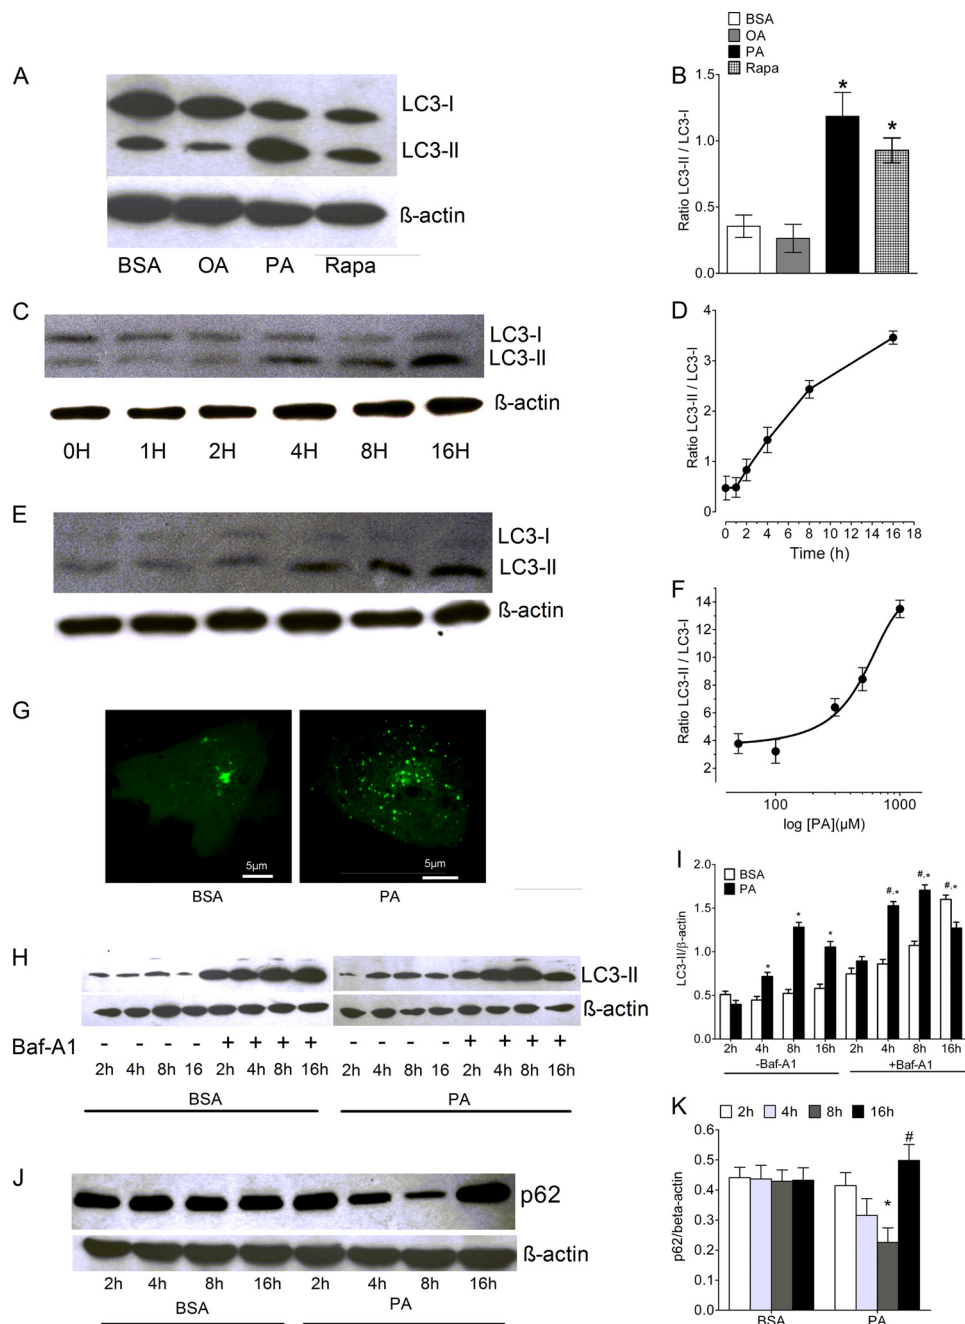 A
LC3-I
LC3-II
ß-actin
BSA OA PA Rapa
B
BSA
OA
PA
Rapa
Ratio LC3-II / LC3-I
1.5
1.0
0.5
0.0
*
*
C
LC3-I
LC3-II
ß-actin
0H 1H 2H 4H 8H 16H
D
Ratio LC3-II / LC3-I
4
3
2
1
0
0 2 4 6 8 10 12 14 16 18
Time (h)
E
LC3-I
LC3-II
ß-actin
F
Ratio LC3-II / LC3-I
14
12
10
8
6
4
2
100 1000
log [PA](µM)
G
5µm 5µm
BSA PA
H
LC3-II
ß-actin
Baf-A1 - - - - + + + + - - - - + + + +
2h 4h 8h 16 2h 4h 8h 16h 2h 4h 8h 16h 2h 4h 8h 16h
BSA PA
I
BSA
PA
LC3-II/β-actin
2.0
1.5
1.0
0.5
0.0
* * * #,* #,* #,*
2h 4h 8h 16h 2h 4h 8h 16h
-Baf-A1 +Baf-A1
J
p62
ß-actin
2h 4h 8h 16h 2h 4h 8h 16h
BSA PA
K
2h 4h 8h 16h
p62/beta-actin
0.6
0.5
0.4
0.3
0.2
0.1
0.0
* #
BSA PA